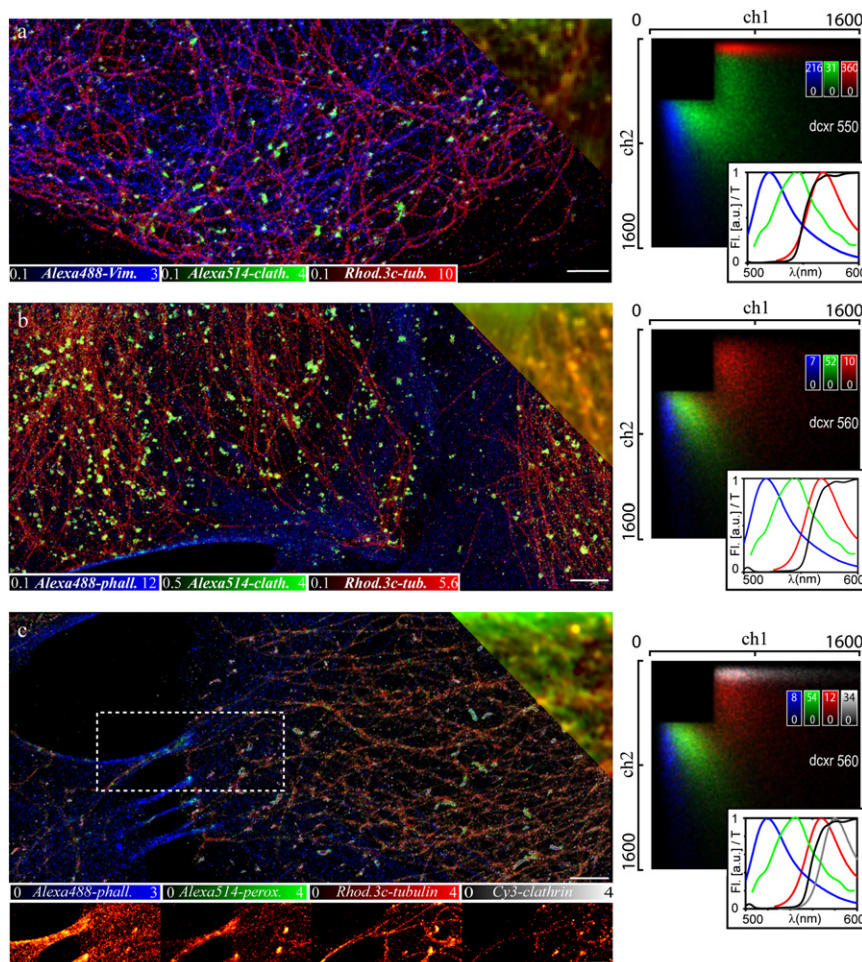 a
0.1 Alexa488-Vim. 3 0.1 Alexa514-clath. 4 0.1 Rhod.3c-tub. 10
0 ch1 1600
ch2
1600
216 31 360
0 0 0
dcxr 550
Fl. [a.u.] / T
1
0
500 λ(nm) 600
b
0.1 Alexa488-phall. 12 0.5 Alexa514-clath. 4 0.1 Rhod.3c-tub. 5.6
0 ch1 1600
ch2
1600
7 52 10
0 0 0
dcxr 560
Fl. [a.u.] / T
1
0
500 λ(nm) 600
c
0 Alexa488-phall. 3 0 Alexa514-perox. 4 0 Rhod.3c-tubulin 4 0 Cy3-clathrin 4
0 ch1 1600
ch2
1600
8 54 12 34
0 0 0 0
dcxr 560
Fl. [a.u.] / T
1
0
500 λ(nm) 600